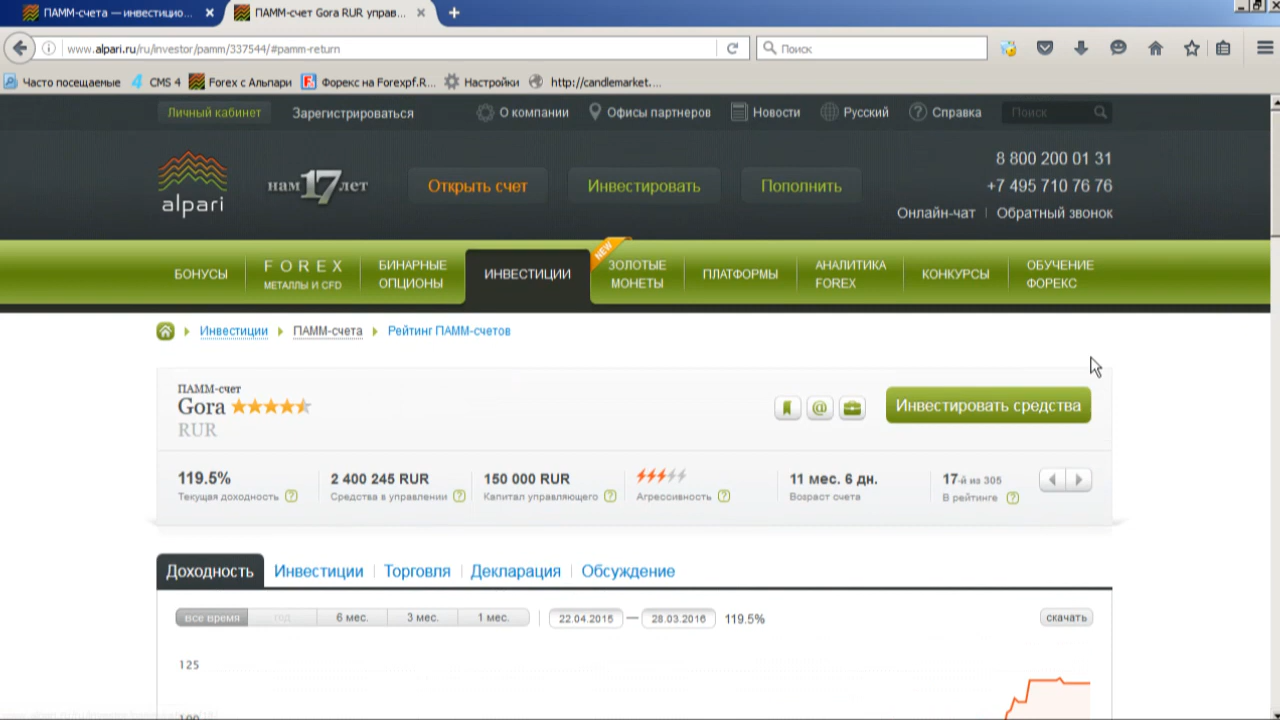 ПАММ-счета — инвестицио...
ПАММ-счет Gora RUR управ...
www.alpari.ru/ru/investor/pamm/337544/#pamm-return
Поиск
Часто посещаемые
CMS 4
Forex с Альпари
Форекс на Forexpf.R...
Настройки
http://candlemarket....
Личный кабинет
Зарегистрироваться
О компании
Офисы партнеров
Новости
Русский
Справка
Поиск
alpari
нам 17 лет
Открыть счет
Инвестировать
Пополнить
8 800 200 01 31
+7 495 710 76 76
Онлайн-чат
Обратный звонок
БОНУСЫ
FOREX
МЕТАЛЛЫ И CFD
БИНАРНЫЕ
ОПЦИОНЫ
ИНВЕСТИЦИИ
NEW
ЗОЛОТЫЕ
МОНЕТЫ
ПЛАТФОРМЫ
АНАЛИТИКА
FOREX
КОНКУРСЫ
ОБУЧЕНИЕ
ФОРЕКС
Инвестиции
ПАММ-счета
Рейтинг ПАММ-счетов
ПАММ-счет
Gora
RUR
Инвестировать средства
119.5%
Текущая доходность
2 400 245 RUR
Средства в управлении
150 000 RUR
Капитал управляющего
Агрессивность
11 мес. 6 дн.
Возраст счета
17-й из 305
В рейтинге
Доходность
Инвестиции
Торговля
Декларация
Обсуждение
все время
год
6 мес.
3 мес.
1 мес.
22.04.2015 — 28.03.2016
119.5%
скачать
125